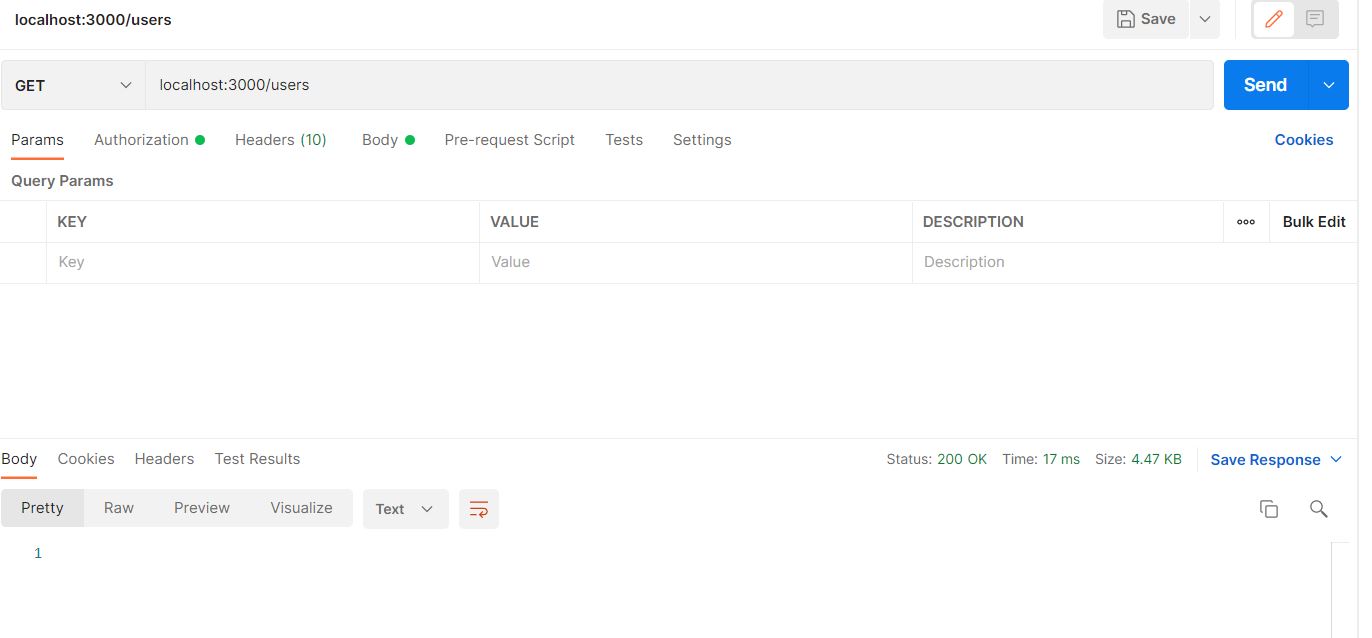 localhost:3000/users
Save
GET
localhost:3000/users
Send
Params Authorization Headers (10) Body Pre-request Script Tests Settings Cookies
Query Params
KEY VALUE DESCRIPTION Bulk Edit
Key Value Description
Body Cookies Headers Test Results Status: 200 OK Time: 17 ms Size: 4.47 KB Save Response
Pretty Raw Preview Visualize Text
1